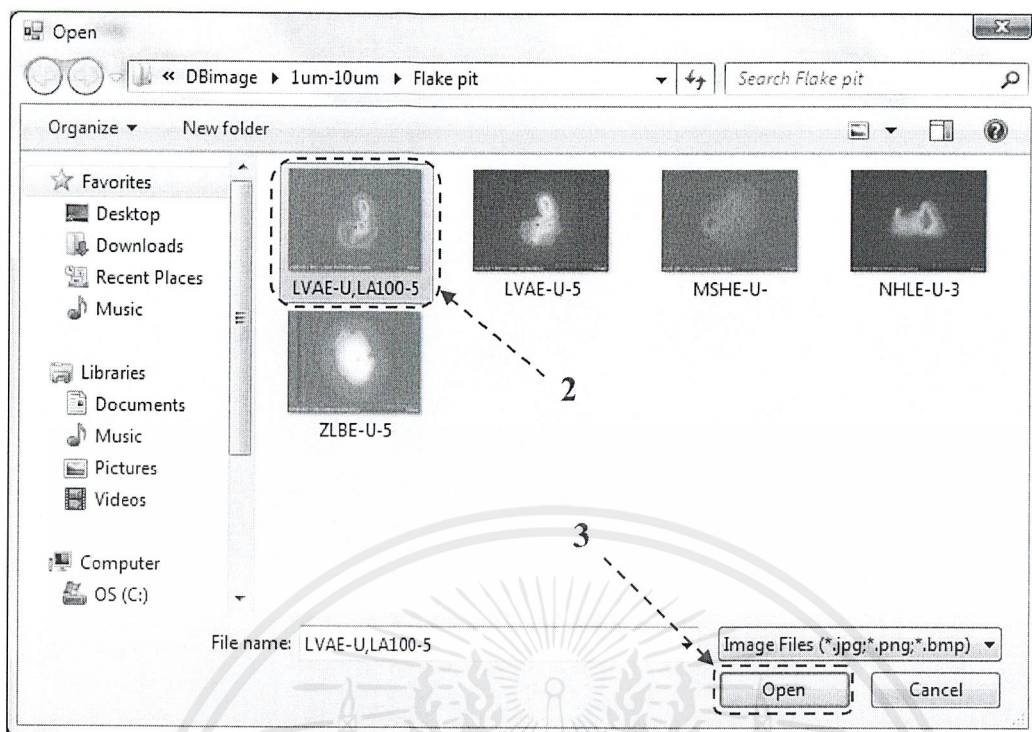 Open
« DBimage ▸ 1um-10um ▸ Flake pit
Search Flake pit
Organize ▾ New folder
Favorites
Desktop
Downloads
Recent Places
Music
Libraries
Documents
Music
Pictures
Videos
Computer
OS (C:)
LVAE-U,LA100-5
LVAE-U-5
MSHE-U-
NHLE-U-3
ZLBE-U-5
2
3
File name: LVAE-U,LA100-5
Image Files (*.jpg;*.png;*.bmp)
Open Cancel